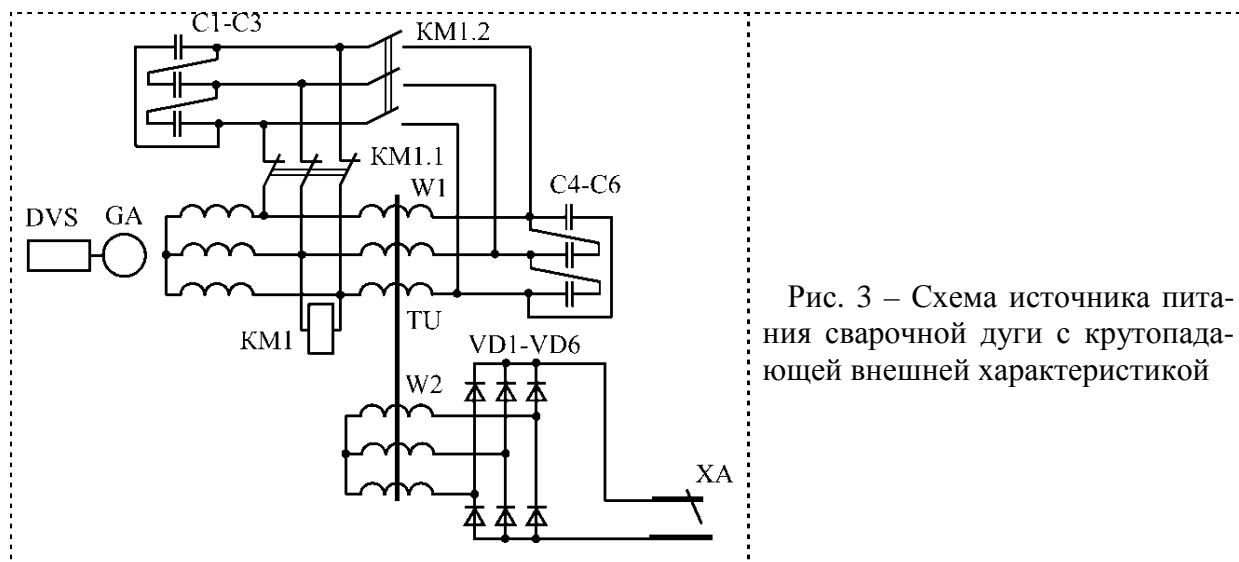 C1-C3
KM1.2
KM1.1
W1
C4-C6
DVS
GA
KM1
TU
VD1-VD6
W2
XA
Рис. 3 – Схема источника пита-
ния сварочной дуги с крутопада-
ющей внешней характеристикой